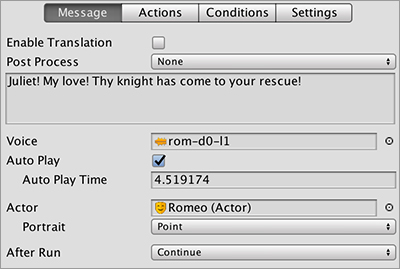 Message Actions Conditions Settings
Enable Translation
Post Process None
Juliet! My love! Thy knight has come to your rescue!
Voice rom-d0-l1
Auto Play
Auto Play Time 4.519174
Actor Romeo (Actor)
Portrait Point
After Run Continue